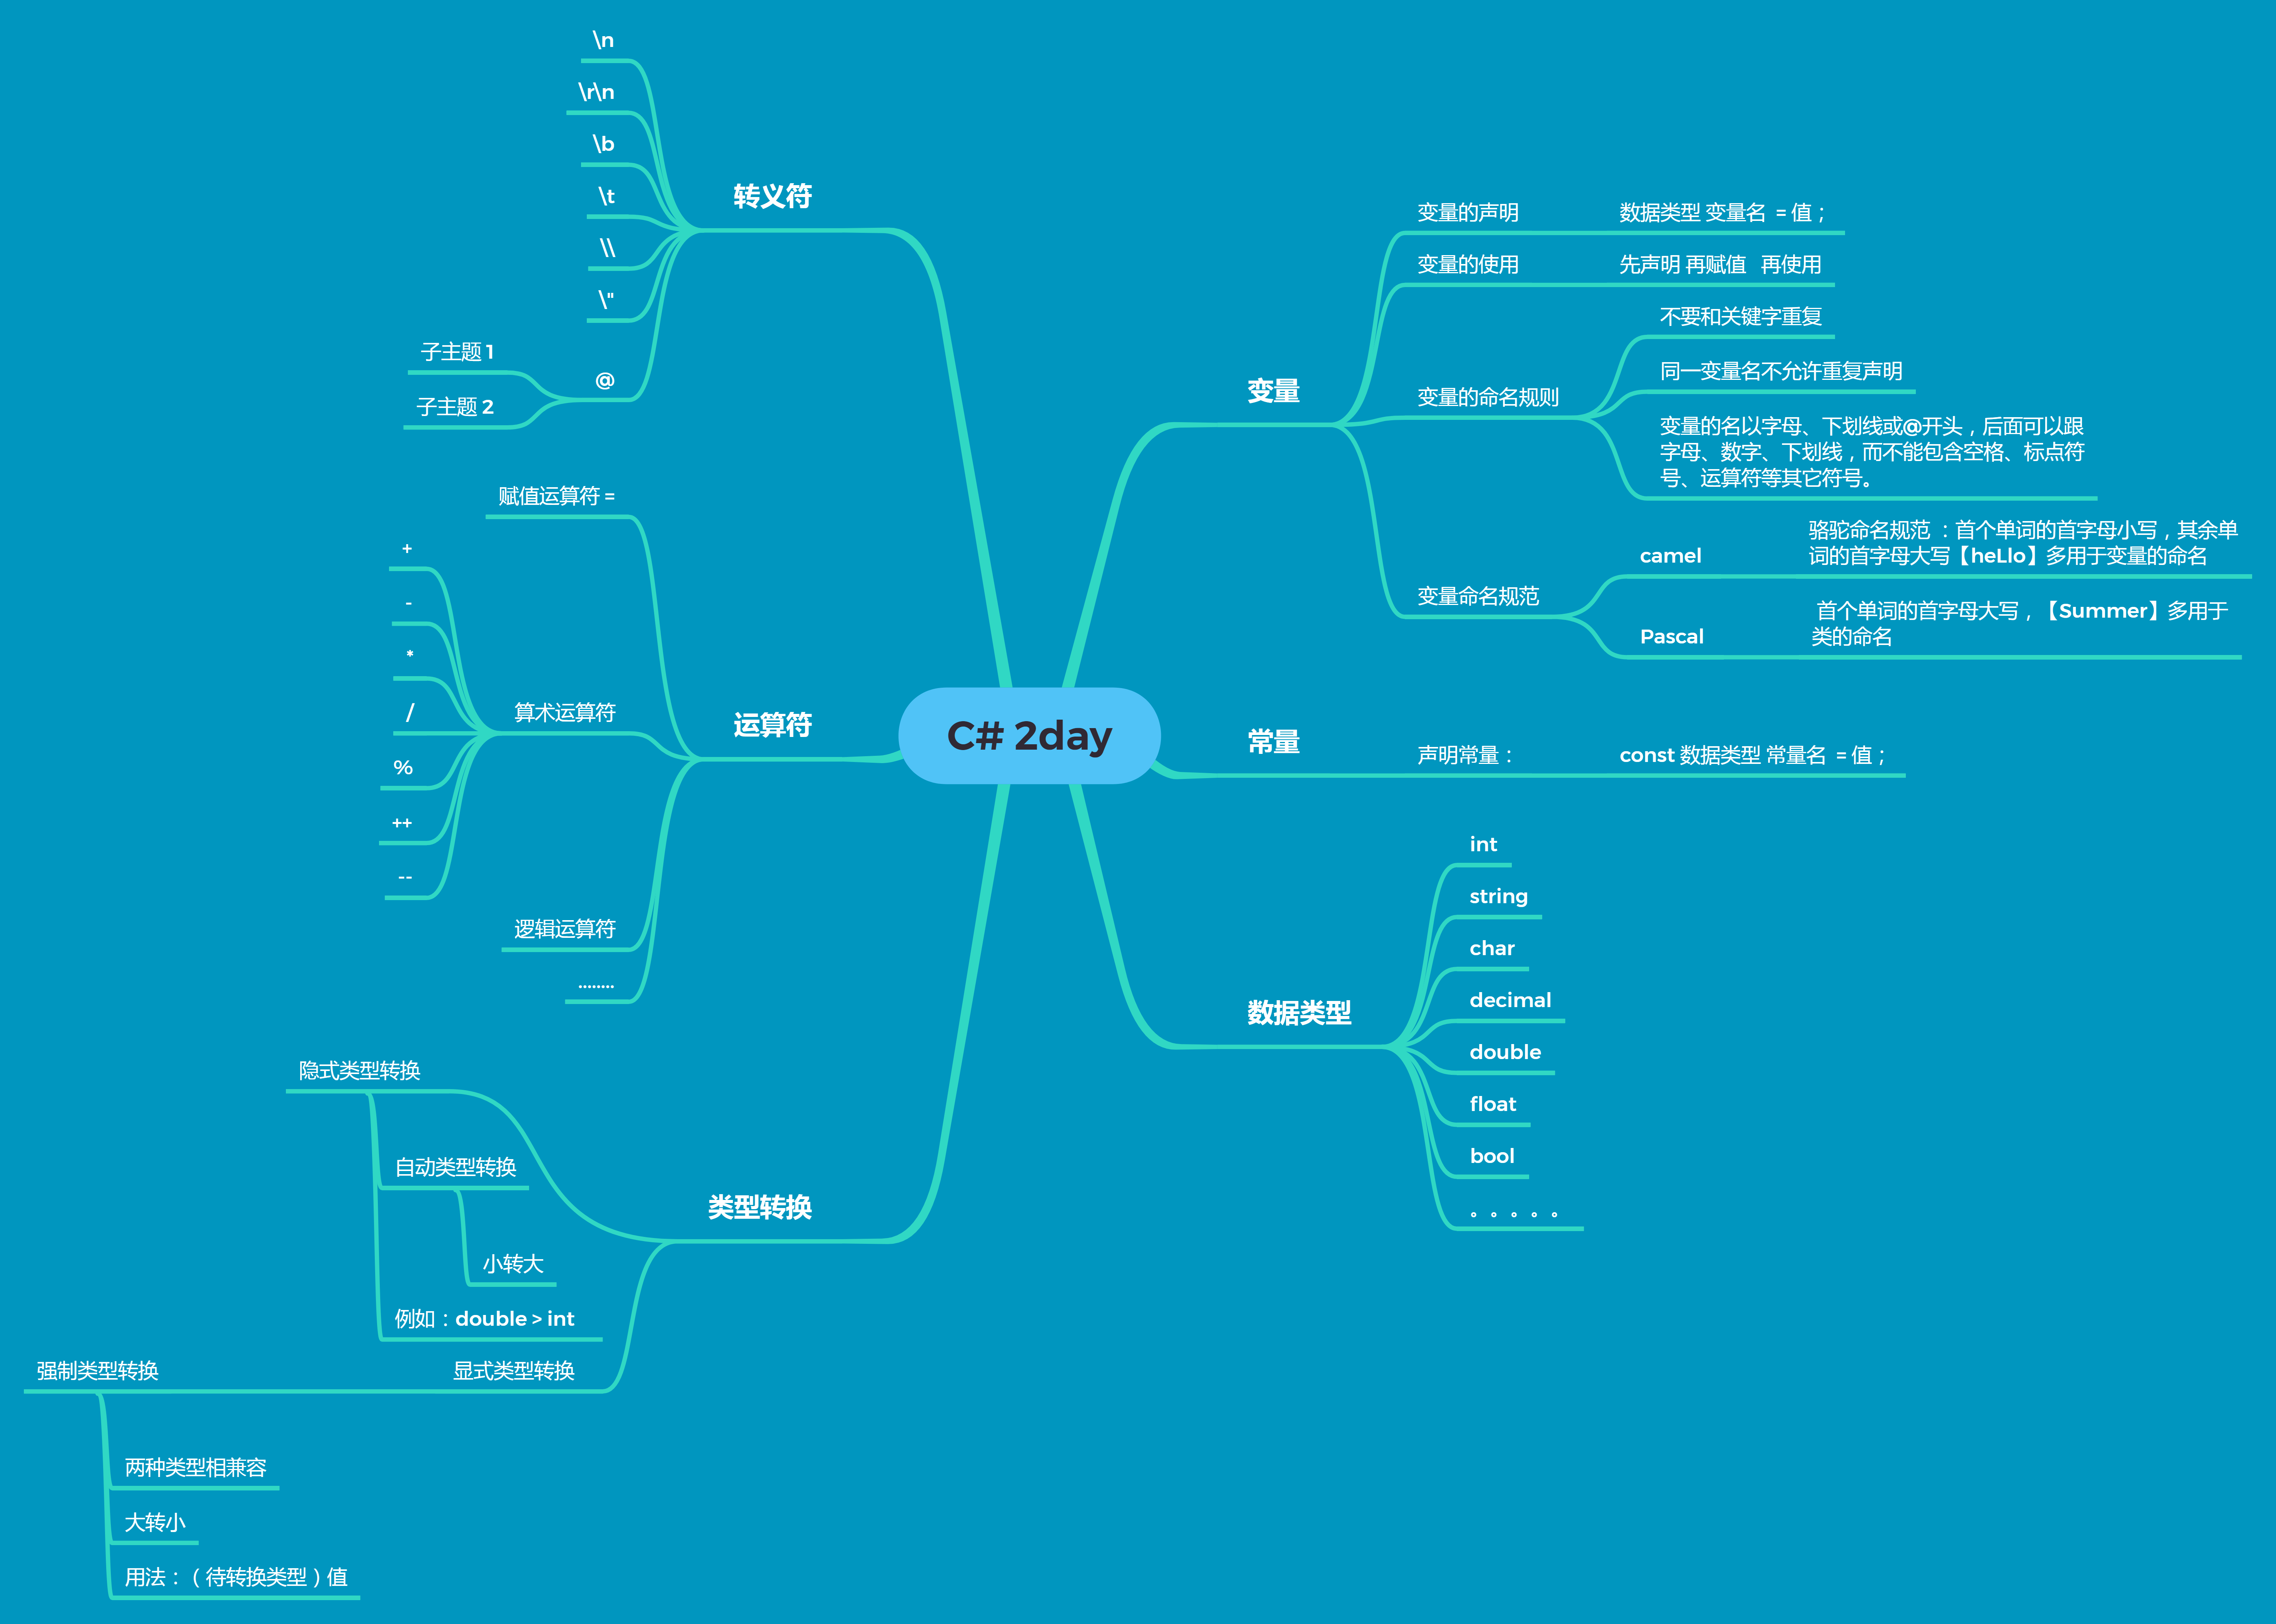 C# 2day
变量
变量的声明
数据类型 变量名 = 值；
变量的使用
先声明 再赋值 再使用
变量的命名规则
不要和关键字重复
同一变量名不允许重复声明
变量的名以字母、下划线或@开头，后面可以跟
字母、数字、下划线，而不能包含空格、标点符
号、运算符等其它符号。
变量命名规范
camel
骆驼命名规范 ：首个单词的首字母小写，其余单
词的首字母大写【heLlo】多用于变量的命名
Pascal
首个单词的首字母大写，【Summer】多用于
类的命名
常量
声明常量：
const 数据类型 常量名 = 值；
数据类型
int
string
char
decimal
double
float
bool
。。。。。
转义符
\n
\r\n
\b
\t
\\
\"
@
子主题 1
子主题 2
运算符
赋值运算符 =
算术运算符
+
-
*
/
%
++
--
逻辑运算符
........
类型转换
隐式类型转换
自动类型转换
小转大
例如：double > int
显式类型转换
强制类型转换
两种类型相兼容
大转小
用法：（待转换类型）值